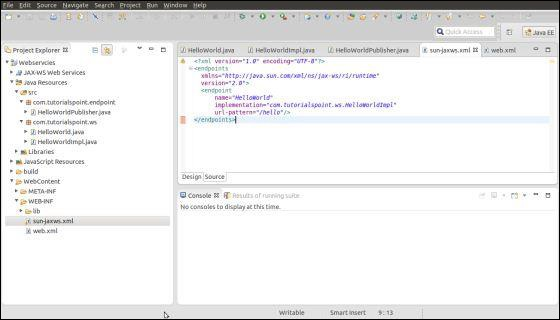 File Edit Source Navigate Search Project Run Window Help
Quick Access
Java EE
Project Explorer
Webservcies
JAX-WS Web Services
Java Resources
src
com.tutorialspoint.endpoint
HelloWorldPublisher.java
com.tutorialspoint.ws
HelloWorld.java
HelloWorldImpl.java
Libraries
JavaScript Resources
build
WebContent
META-INF
WEB-INF
lib
sun-jaxws.xml
web.xml
HelloWorld.java HelloWorldImpl.java HelloWorldPublisher.java sun-jaxws.xml web.xml
<?xml version="1.0" encoding="UTF-8"?>
<endpoints
xmlns="http://java.sun.com/xml/ns/jax-ws/ri/runtime"
version="2.0">
<endpoint
name="HelloWorld"
implementation="com.tutorialspoint.ws.HelloWorldImpl"
url-pattern="/hello"/>
</endpoints>
Design Source
Console Results of running suite
No consoles to display at this time.
Writable Smart Insert 9 : 13